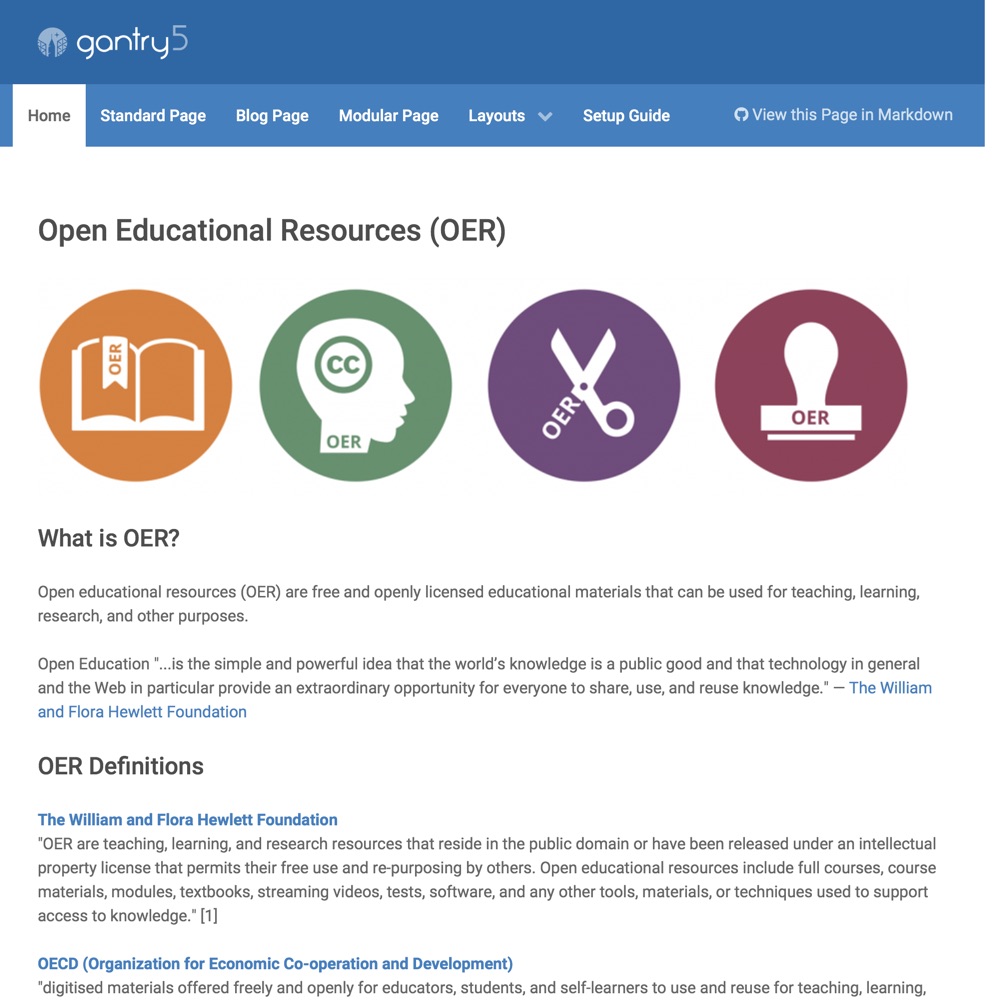 gantry5
Home Standard Page Blog Page Modular Page Layouts Setup Guide View this Page in Markdown
Open Educational Resources (OER)
OER
CC
OER
OER
OER
What is OER?
Open educational resources (OER) are free and openly licensed educational materials that can be used for teaching, learning,
research, and other purposes.
Open Education "...is the simple and powerful idea that the world’s knowledge is a public good and that technology in general
and the Web in particular provide an extraordinary opportunity for everyone to share, use, and reuse knowledge." — The William
and Flora Hewlett Foundation
OER Definitions
The William and Flora Hewlett Foundation
"OER are teaching, learning, and research resources that reside in the public domain or have been released under an intellectual
property license that permits their free use and re-purposing by others. Open educational resources include full courses, course
materials, modules, textbooks, streaming videos, tests, software, and any other tools, materials, or techniques used to support
access to knowledge." [1]
OECD (Organization for Economic Co-operation and Development)
"digitised materials offered freely and openly for educators, students, and self-learners to use and reuse for teaching, learning,